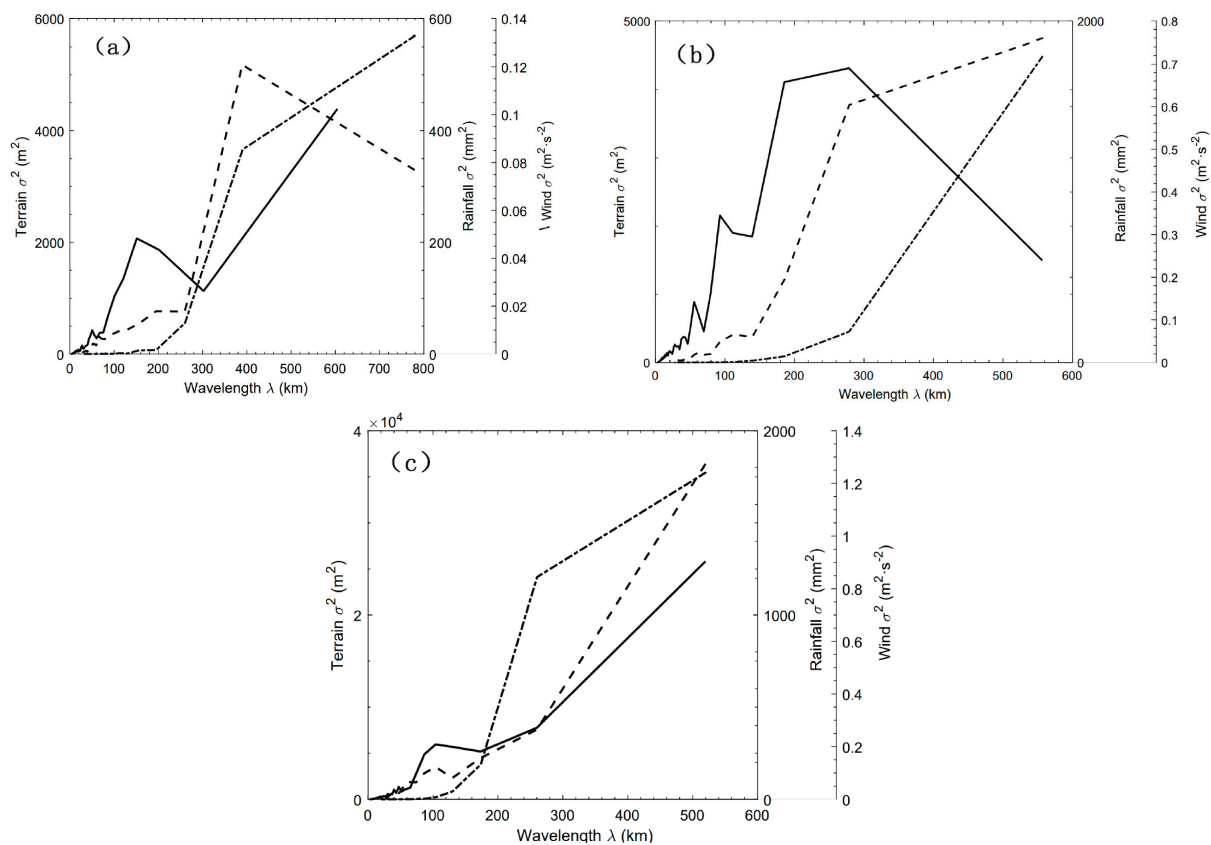 (a)
6000
4000
2000
0
Terrain σ² (m²)
0 100 200 300 400 500 600 700 800
Wavelength λ (km)
600
400
200
0
Rainfall σ² (mm²)
0.14
0.12
0.1
0.08
0.06
0.04
0.02
0
\ Wind σ² (m²·s⁻²)
(b)
5000
0
Terrain σ² (m²)
0 100 200 300 400 500 600
Wavelength λ (km)
2000
0
Rainfall σ² (mm²)
0.8
0.7
0.6
0.5
0.4
0.3
0.2
0.1
0
Wind σ² (m²·s⁻²)
(c)
×10⁴
4
2
0
Terrain σ² (m²)
0 100 200 300 400 500 600
Wavelength λ (km)
2000
1000
0
Rainfall σ² (mm²)
1.4
1.2
1
0.8
0.6
0.4
0.2
0
Wind σ² (m²·s⁻²)